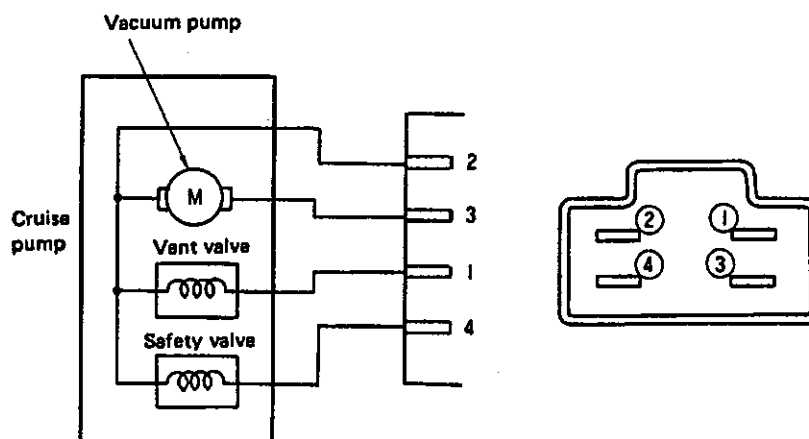 Vacuum pump
Cruise
pump
M
Vent valve
Safety valve
2
3
1
4
② ①
④ ③